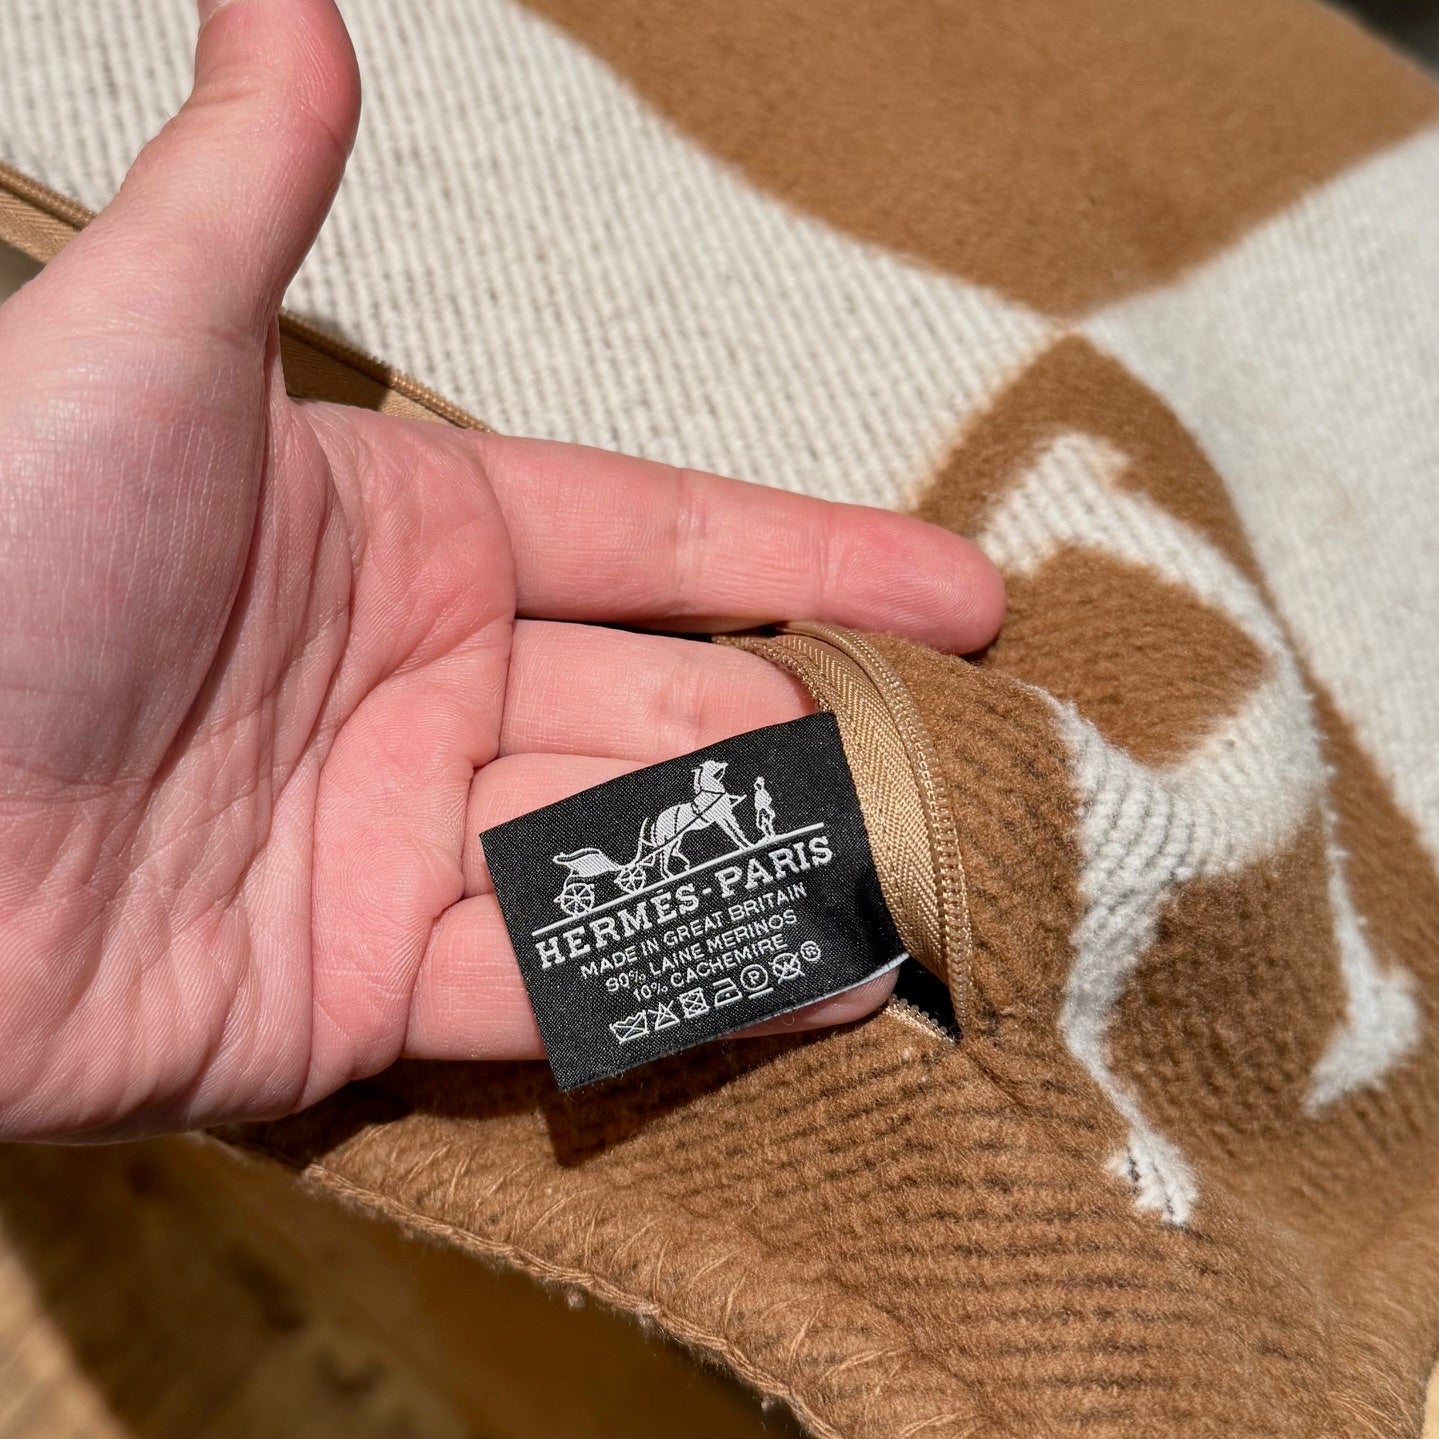 HERMES-PARIS
MADE IN GREAT BRITAIN
90% LAINE MERINOS
10% CACHEMIRE
P
®